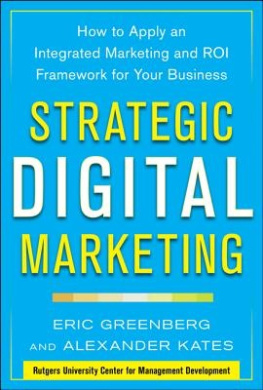 How to Apply an
Integrated Marketing and ROI
Framework for Your Business
STRATEGIC
DIGITAL
MARKETING
ERIC GREENBERG
AND ALEXANDER KATES
Rutgers University Center for Management Development